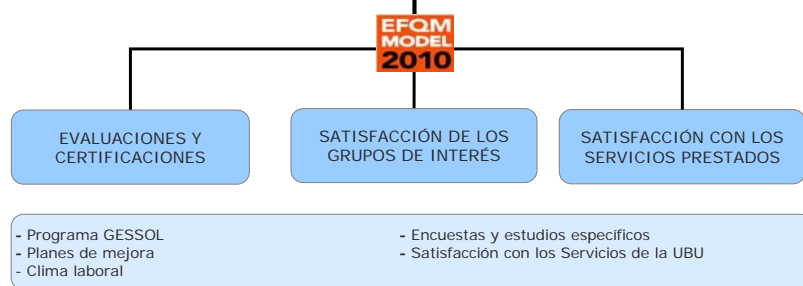 EFQM
MODEL
2010
EVALUACIONES Y
CERTIFICACIONES
SATISFACCIÓN DE LOS
GRUPOS DE INTERÉS
SATISFACCIÓN CON LOS
SERVICIOS PRESTADOS
- Programa GESSOL
- Planes de mejora
- Clima laboral
- Encuestas y estudios específicos
- Satisfacción con los Servicios de la UBU